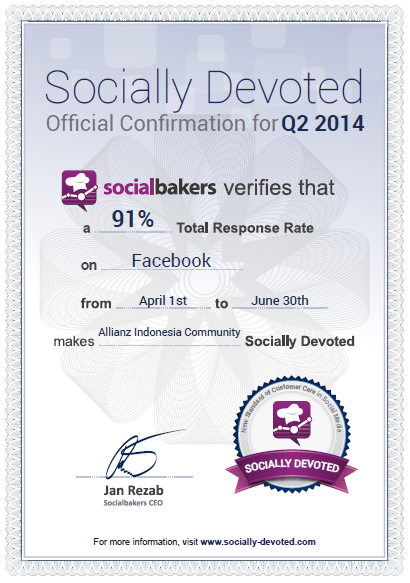 Socially Devoted
Official Confirmation for Q2 2014
socialbakers verifies that
a 91% Total Response Rate
on Facebook
from April 1st to June 30th
makes Allianz Indonesia Community Socially Devoted
New Standard of Customer Care in Social Media
SOCIALLY DEVOTED
Jan Rezab
Socialbakers CEO
For more information, visit www.socially-devoted.com